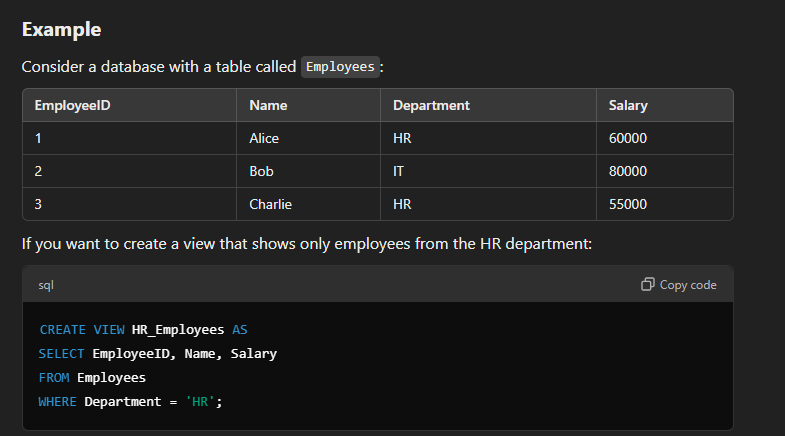 Example
Consider a database with a table called Employees:
EmployeeID Name Department Salary
1 Alice HR 60000
2 Bob IT 80000
3 Charlie HR 55000
If you want to create a view that shows only employees from the HR department:
sql Copy code
CREATE VIEW HR_Employees AS
SELECT EmployeeID, Name, Salary
FROM Employees
WHERE Department = 'HR';